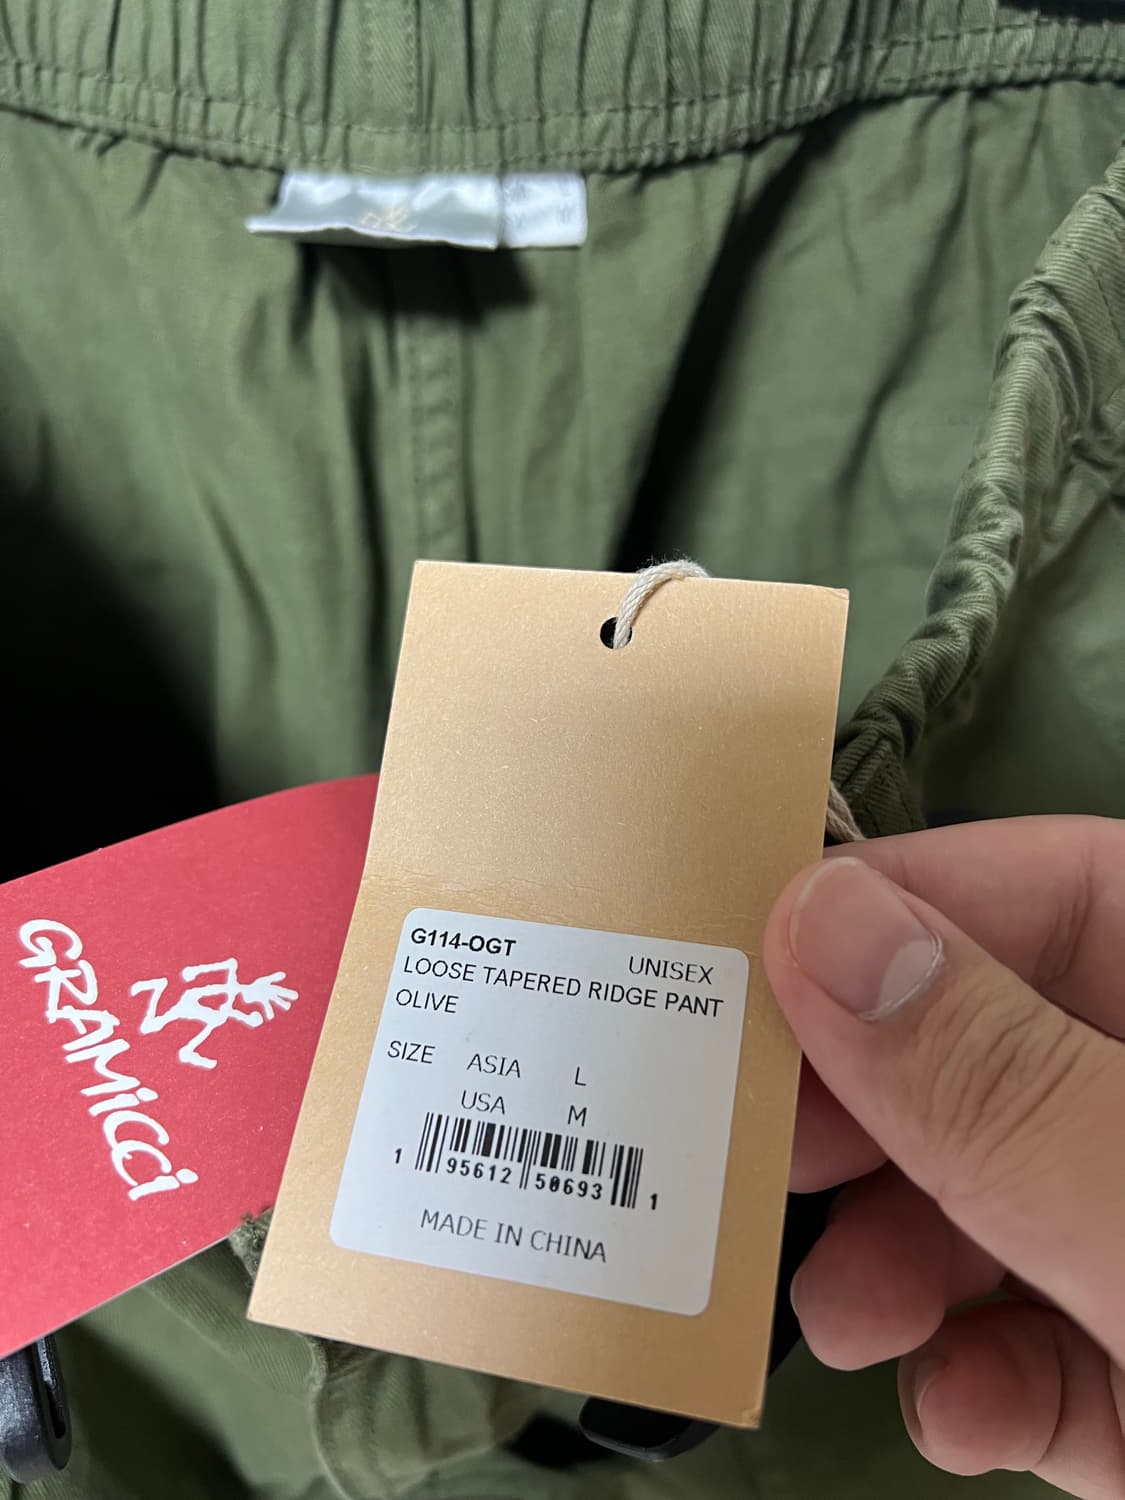 G114-OGT
UNISEX
LOOSE TAPERED RIDGE PANT
OLIVE
SIZE ASIA L
USA M
1 95612 50693 1
MADE IN CHINA
GRAMiCCi